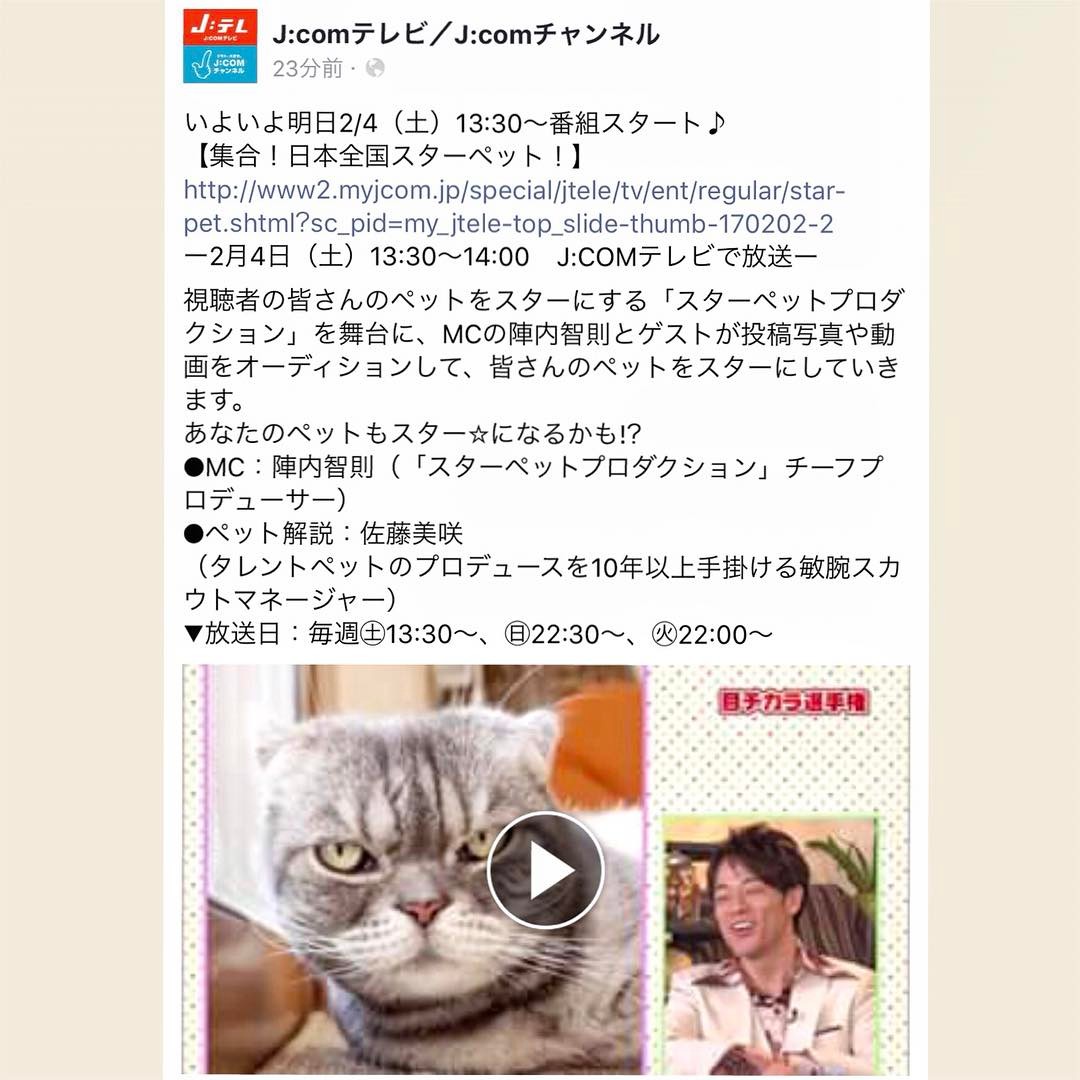 J:テレ
J:COMテレビ
J:COM
チャンネル
J:comテレビ／J:comチャンネル
23分前・
いよいよ明日2/4（土）13:30〜番組スタート♪
【集合！日本全国スターペット！】
http://www2.myjcom.jp/special/jtele/tv/ent/regular/star-
pet.shtml?sc_pid=my_jtele-top_slide-thumb-170202-2
ー2月4日（土）13:30〜14:00　J:COMテレビで放送ー
視聴者の皆さんのペットをスターにする「スターペットプロダ
クション」を舞台に、MCの陣内智則とゲストが投稿写真や動
画をオーディションして、皆さんのペットをスターにしていき
ます。
あなたのペットもスター☆になるかも!?
●MC：陣内智則（「スターペットプロダクション」チーフプ
ロデューサー）
●ペット解説：佐藤美咲
（タレントペットのプロデュースを10年以上手掛ける敏腕スカ
ウトマネージャー）
▼放送日：毎週㊏13:30〜、㊐22:30〜、㊋22:00〜
目チカラ選手権